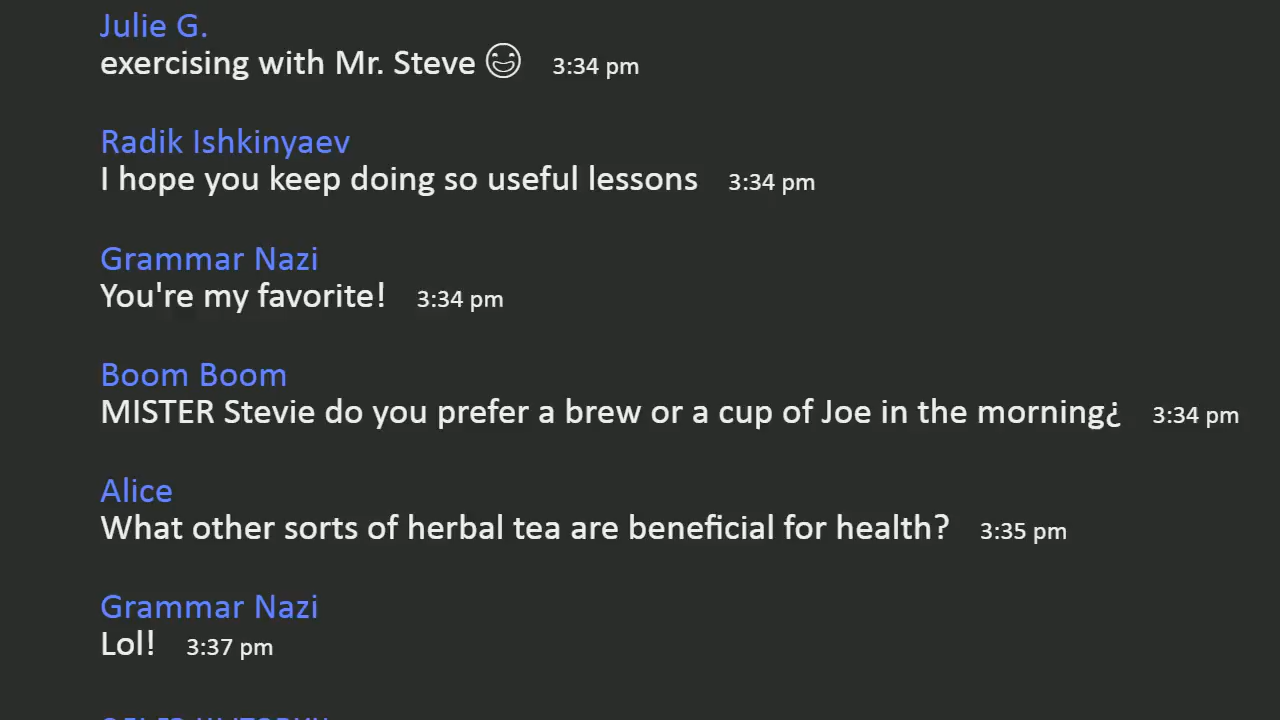 Julie G.
exercising with Mr. Steve 😄 3:34 pm
Radik Ishkinyaev
I hope you keep doing so useful lessons 3:34 pm
Grammar Nazi
You're my favorite! 3:34 pm
Boom Boom
MISTER Stevie do you prefer a brew or a cup of Joe in the morning¿ 3:34 pm
Alice
What other sorts of herbal tea are beneficial for health? 3:35 pm
Grammar Nazi
Lol! 3:37 pm